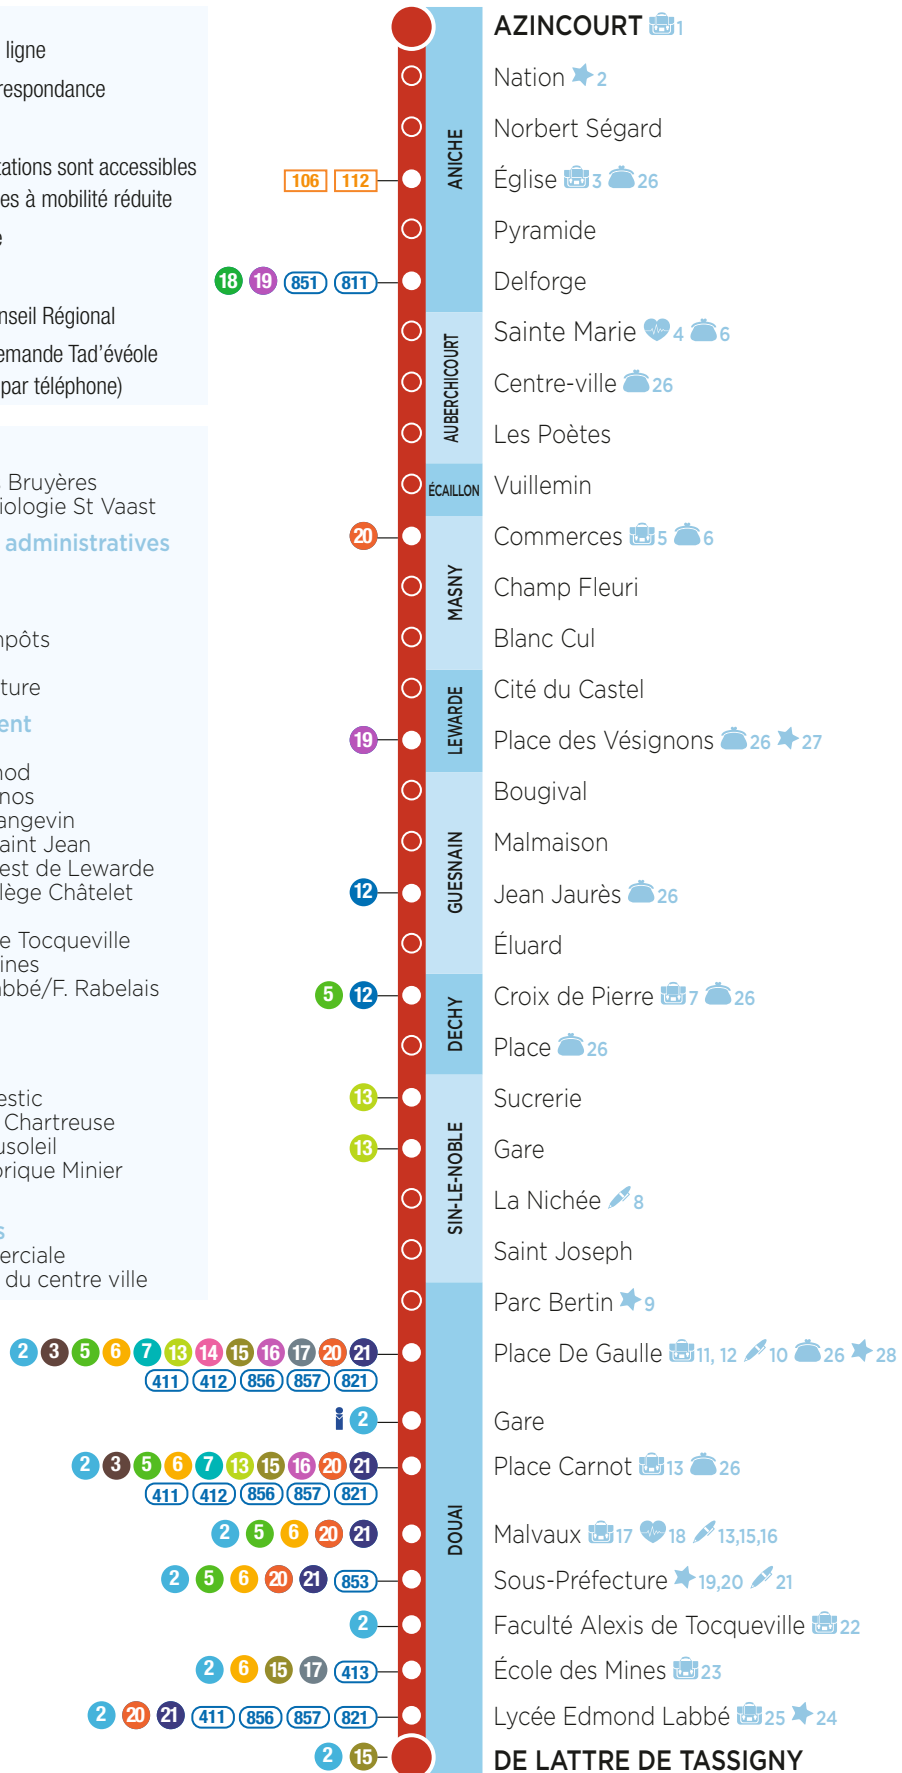 ligne
respondance
tations sont accessibles
es à mobilité réduite
e
nseil Régional
emande Tad'évéole
par téléphone)
s Bruyères
iologie St Vaast
administratives
npôts
ture
ent
nod
nos
angevin
aint Jean
est de Lewarde
lège Châtelet
e Tocqueville
ines
abbé/F. Rabelais
estic
Chartreuse
usoleil
orique Minier
s
erciale
du centre ville
ANICHE
AZINCOURT 1
Nation 2
Norbert Ségard
106 112 Église 3 26
Pyramide
18 19 851 811 Delforge
AUBERCHICOURT
Sainte Marie 4 6
Centre-ville 26
Les Poètes
ÉCAILLON Vuillemin
MASNY
20 Commerces 5 6
Champ Fleuri
Blanc Cul
LEWARDE
Cité du Castel
19 Place des Vésignons 26 27
GUESNAIN
Bougival
Malmaison
12 Jean Jaurès 26
Éluard
DECHY
5 12 Croix de Pierre 7 26
Place 26
SIN-LE-NOBLE
13 Sucrerie
13 Gare
La Nichée 8
Saint Joseph
DOUAI
Parc Bertin 9
2 3 5 6 7 13 14 15 16 17 20 21 Place De Gaulle 11, 12 10 26 28
411 412 856 857 821
2 Gare
2 3 5 6 7 13 15 16 20 21 Place Carnot 13 26
411 412 856 857 821
2 5 6 20 21 Malvaux 17 18 13,15,16
2 5 6 20 21 853 Sous-Préfecture 19,20 21
2 Faculté Alexis de Tocqueville 22
2 6 15 17 413 École des Mines 23
2 20 21 411 856 857 821 Lycée Edmond Labbé 25 24
2 15 DE LATTRE DE TASSIGNY